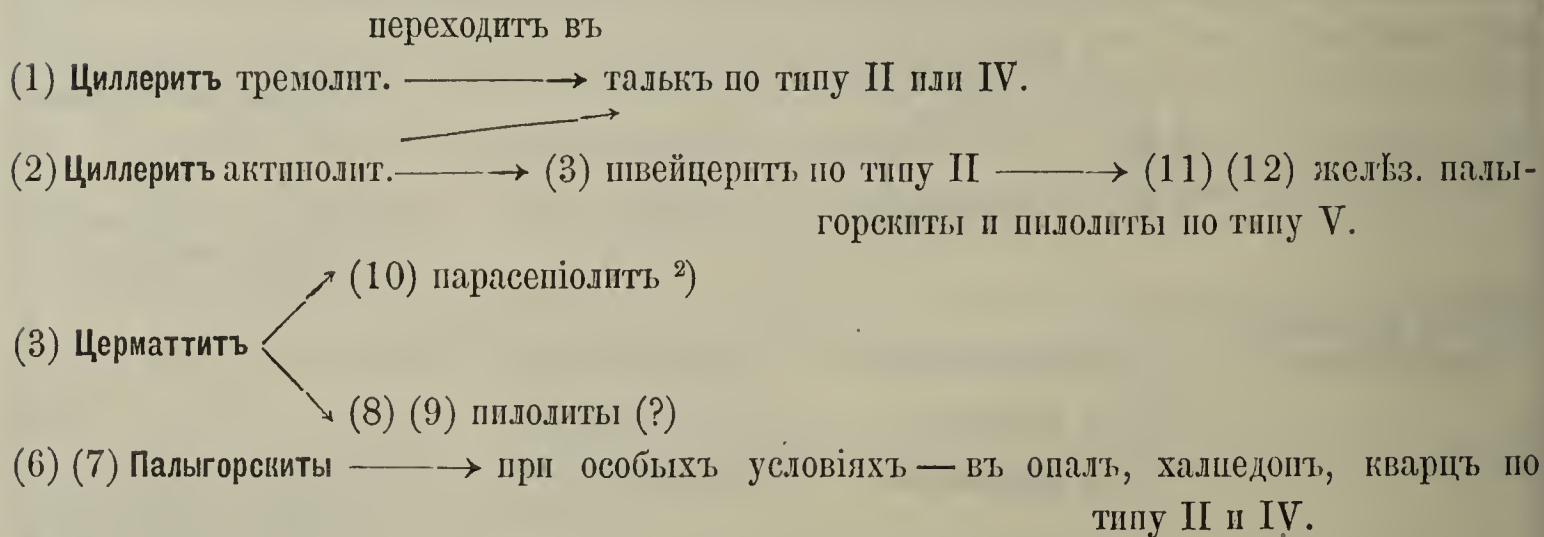 переходитъ въ
(1) Циллеритъ тремолит. ———→ талькъ по типу II или IV.
(2) Циллеритъ актинолит. ———→ (3) швейцеритъ по типу II ———→ (11) (12) желѣз. палы-
горскиты и пилолиты по типу V.
(10) парасепіолитъ ²)
(3) Церматтитъ
(8) (9) пилолиты (?)
(6) (7) Палыгорскиты ———→ при особыхъ условіяхъ — въ опалъ, халцедонъ, кварцъ по
типу II и IV.